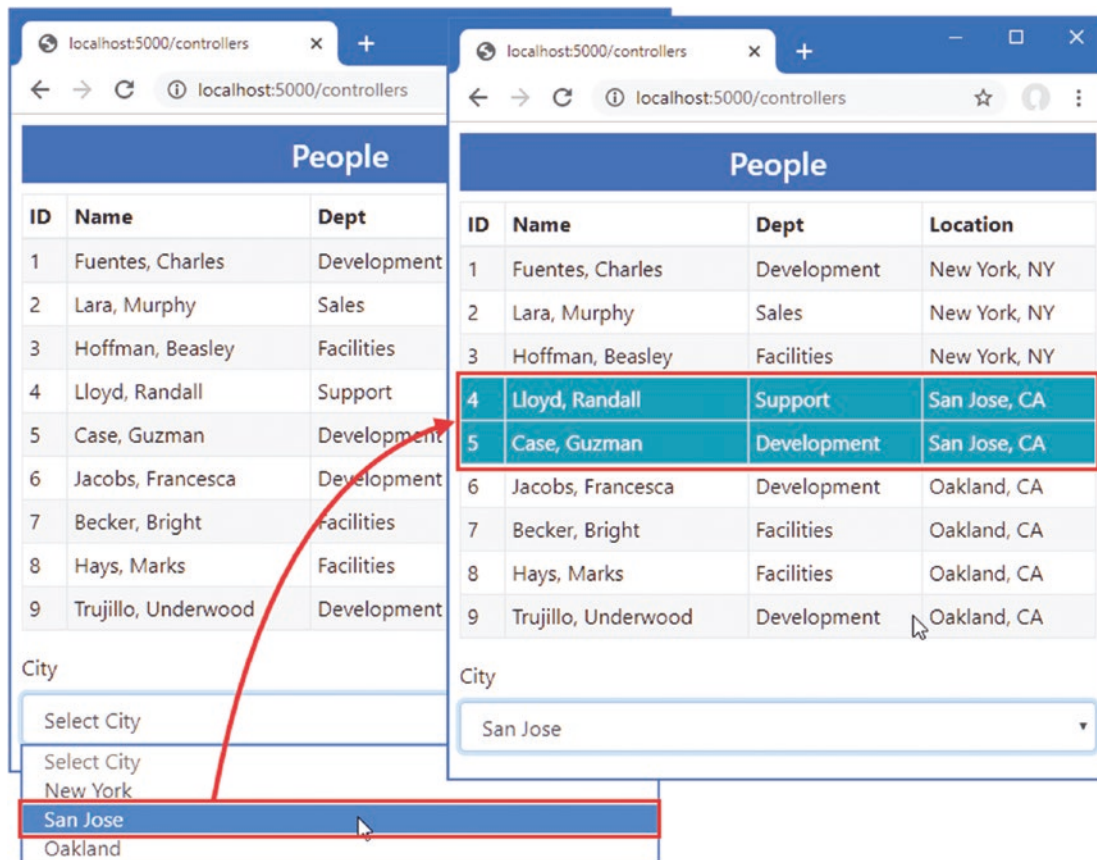 localhost:5000/controllers
localhost:5000/controllers
People
ID Name Dept
1 Fuentes, Charles Development
2 Lara, Murphy Sales
3 Hoffman, Beasley Facilities
4 Lloyd, Randall Support
5 Case, Guzman Development
6 Jacobs, Francesca Development
7 Becker, Bright Facilities
8 Hays, Marks Facilities
9 Trujillo, Underwood Development
City
Select City
Select City
New York
San Jose
Oakland
localhost:5000/controllers
localhost:5000/controllers
People
ID Name Dept Location
1 Fuentes, Charles Development New York, NY
2 Lara, Murphy Sales New York, NY
3 Hoffman, Beasley Facilities New York, NY
4 Lloyd, Randall Support San Jose, CA
5 Case, Guzman Development San Jose, CA
6 Jacobs, Francesca Development Oakland, CA
7 Becker, Bright Facilities Oakland, CA
8 Hays, Marks Facilities Oakland, CA
9 Trujillo, Underwood Development Oakland, CA
City
San Jose